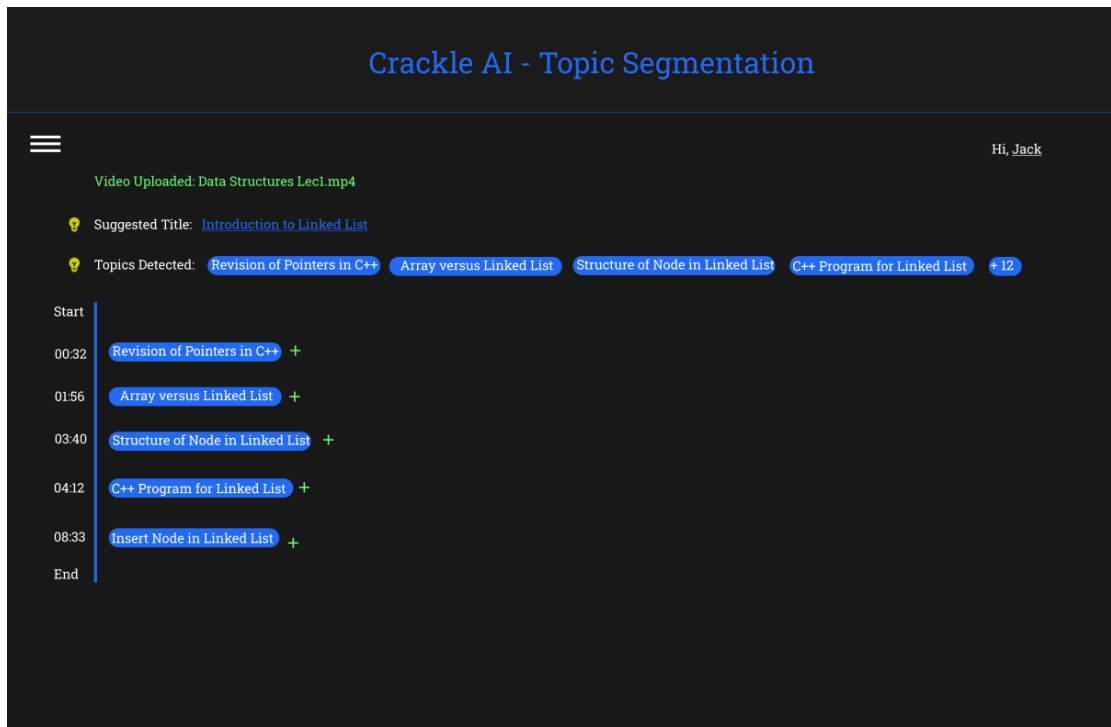 Crackle AI - Topic Segmentation
Hi, Jack
Video Uploaded: Data Structures Lec1.mp4
Suggested Title: Introduction to Linked List
Topics Detected: Revision of Pointers in C++ Array versus Linked List Structure of Node in Linked List C++ Program for Linked List + 12
Start
00:32 Revision of Pointers in C++ +
01:56 Array versus Linked List +
03:40 Structure of Node in Linked List +
04:12 C++ Program for Linked List +
08:33 Insert Node in Linked List +
End